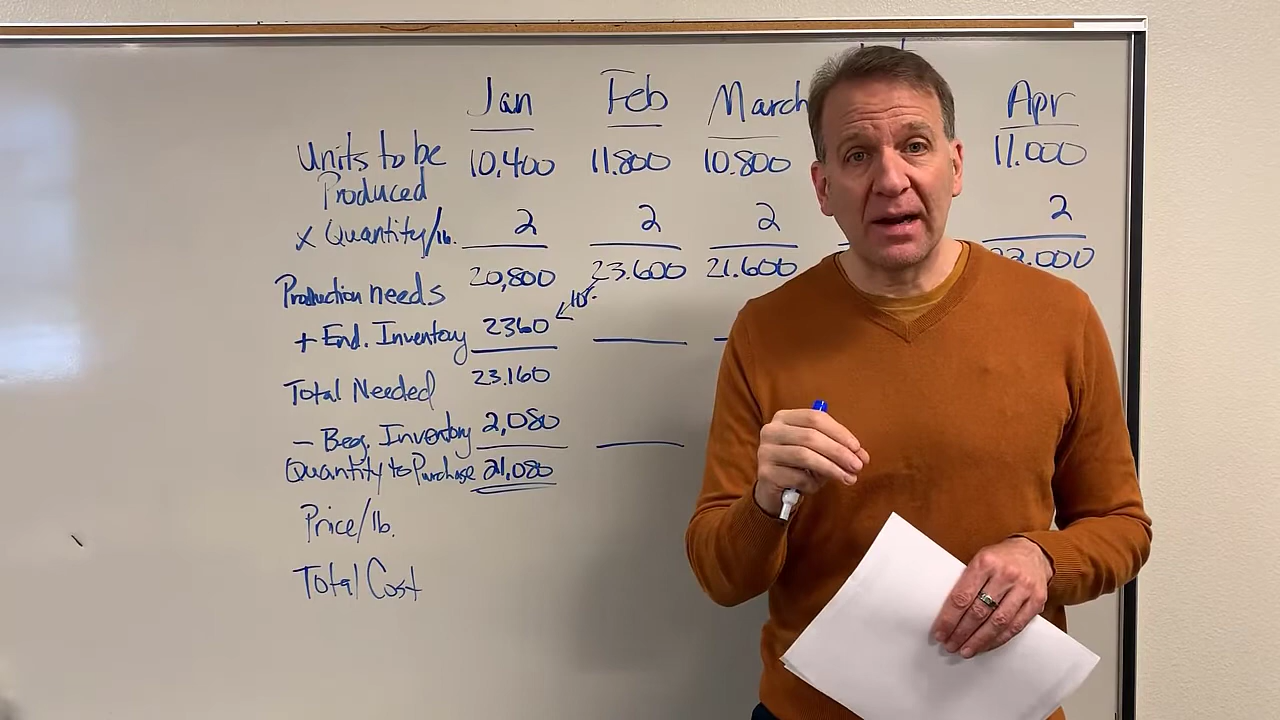 Jan Feb March Apr
Units to be 10,400 11.800 10.800 11.000
Produced
x Quantity/lb. 2 2 2 2
Production needs 20,800 23.600 21.600 22.000
10%
+ End. Inventory 2360
Total Needed 23.160
- Beg. Inventory 2,080
Quantity to Purchase 21,080
Price/lb.
Total Cost